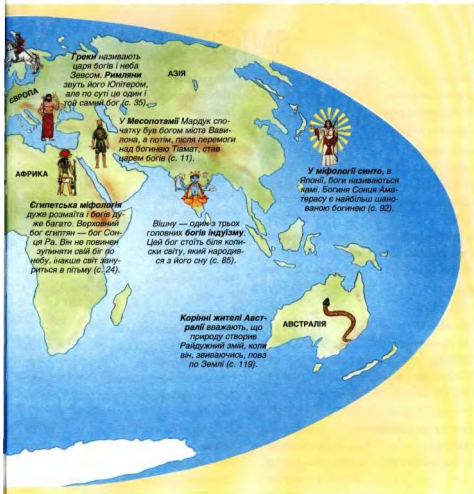 Греки називають
царя богів і неба
Зевсом. Римляни
звуть його Юпітером,
але по суті це один і
той самий бог (с. 35).
АЗІЯ
ЄВРОПА
У Месопотамії Мардук спо-
чатку був богом міста Вави-
лона, а потім, після перемоги
над богинею Тіамат, став
царем богів (с. 11).
АФРИКА
У міфології синто, в
Японії, боги називаються
камі. Богиня Сонця Ама-
терасу є найбільш шано-
ваною богинею (с. 92).
Єгипетська міфологія
дуже розмаїта і богів ду-
же багато. Верховний
бог єгиптян — бог Сон-
ця Ра. Він не повинен
зупиняти свій біг по
небу, інакше світ зану-
риться в пітьму (с. 24).
Вішну — один з трьох
головних богів індуїзму.
Цей бог стоїть біля колис-
ки світу, який народив-
ся з його сну (с. 85).
Корінні жителі Авст-
ралії вважають, що
природу створив
Райдужний змій, коли
він, звиваючись, повз
по Землі (с. 119).
АВСТРАЛІЯ